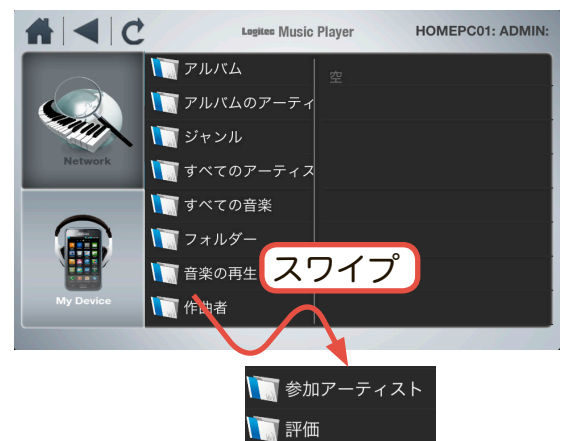 Logitec Music Player
HOMEPC01: ADMIN:
Network
My Device
アルバム
アルバムのアーティ
ジャンル
すべてのアーティス
すべての音楽
フォルダー
音楽の再生
作曲者
空
スワイプ
参加アーティスト
評価